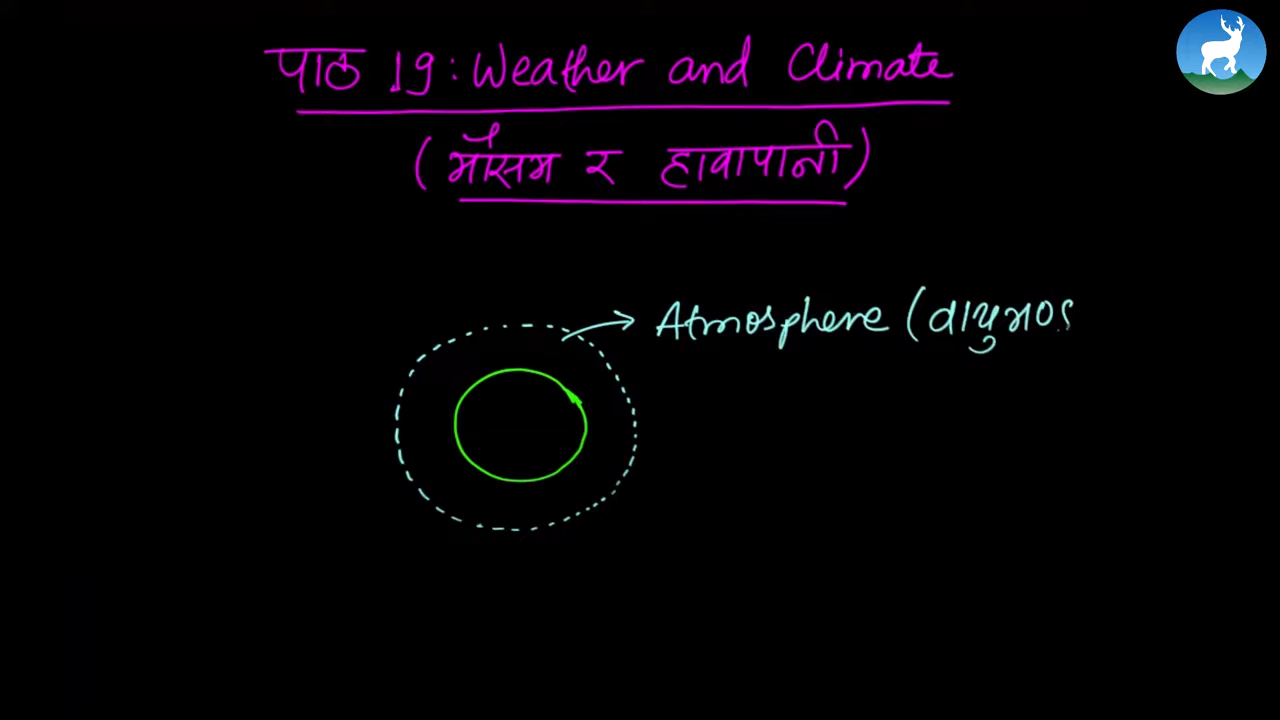 पाठ 19: Weather and Climate
(मौसम र हावापानी)
Atmosphere (वायुमण्ड